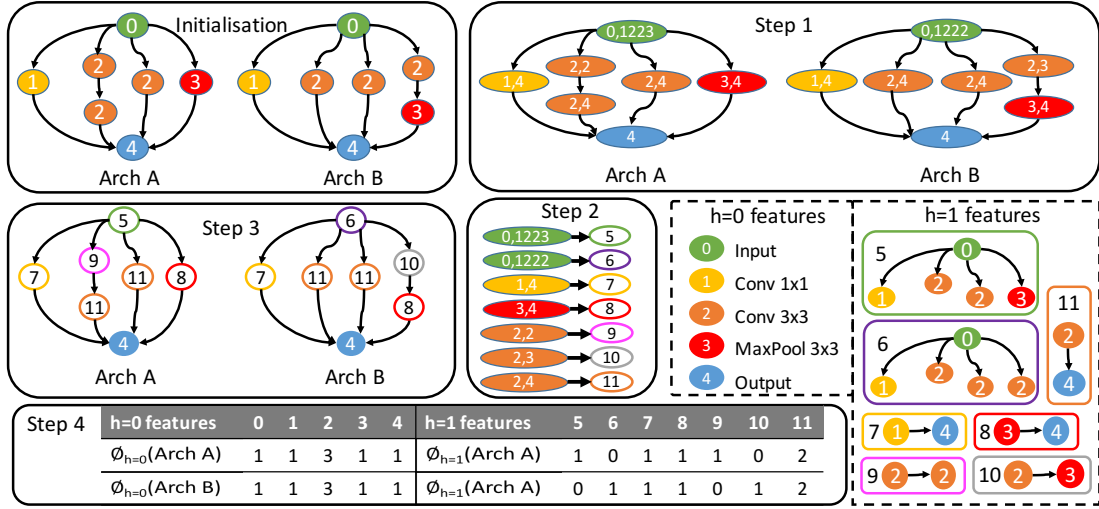 Initialisation
0
0
1
2
2
3
1
2
2
2
2
3
4
4
Arch A
Arch B
Step 1
0,1223
0,1222
1,4
2,2
2,4
3,4
1,4
2,4
2,4
2,3
2,4
3,4
4
4
Arch A
Arch B
Step 3
5
6
7
9
11
8
7
11
11
10
11
8
4
4
Arch A
Arch B
Step 2
0,1223 5
0,1222 6
1,4 7
3,4 8
2,2 9
2,3 10
2,4 11
h=0 features
0 Input
1 Conv 1x1
2 Conv 3x3
3 MaxPool 3x3
4 Output
h=1 features
5
0
1
2
2
3
6
0
1
2
2
2
11
2
4
7 1 4
8 3 4
9 2 2
10 2 3
Step 4
h=0 features 0 1 2 3 4 h=1 features 5 6 7 8 9 10 11
Øh=0(Arch A) 1 1 3 1 1 Øh=1(Arch A) 1 0 1 1 1 0 2
Øh=0(Arch B) 1 1 3 1 1 Øh=1(Arch A) 0 1 1 1 0 1 2